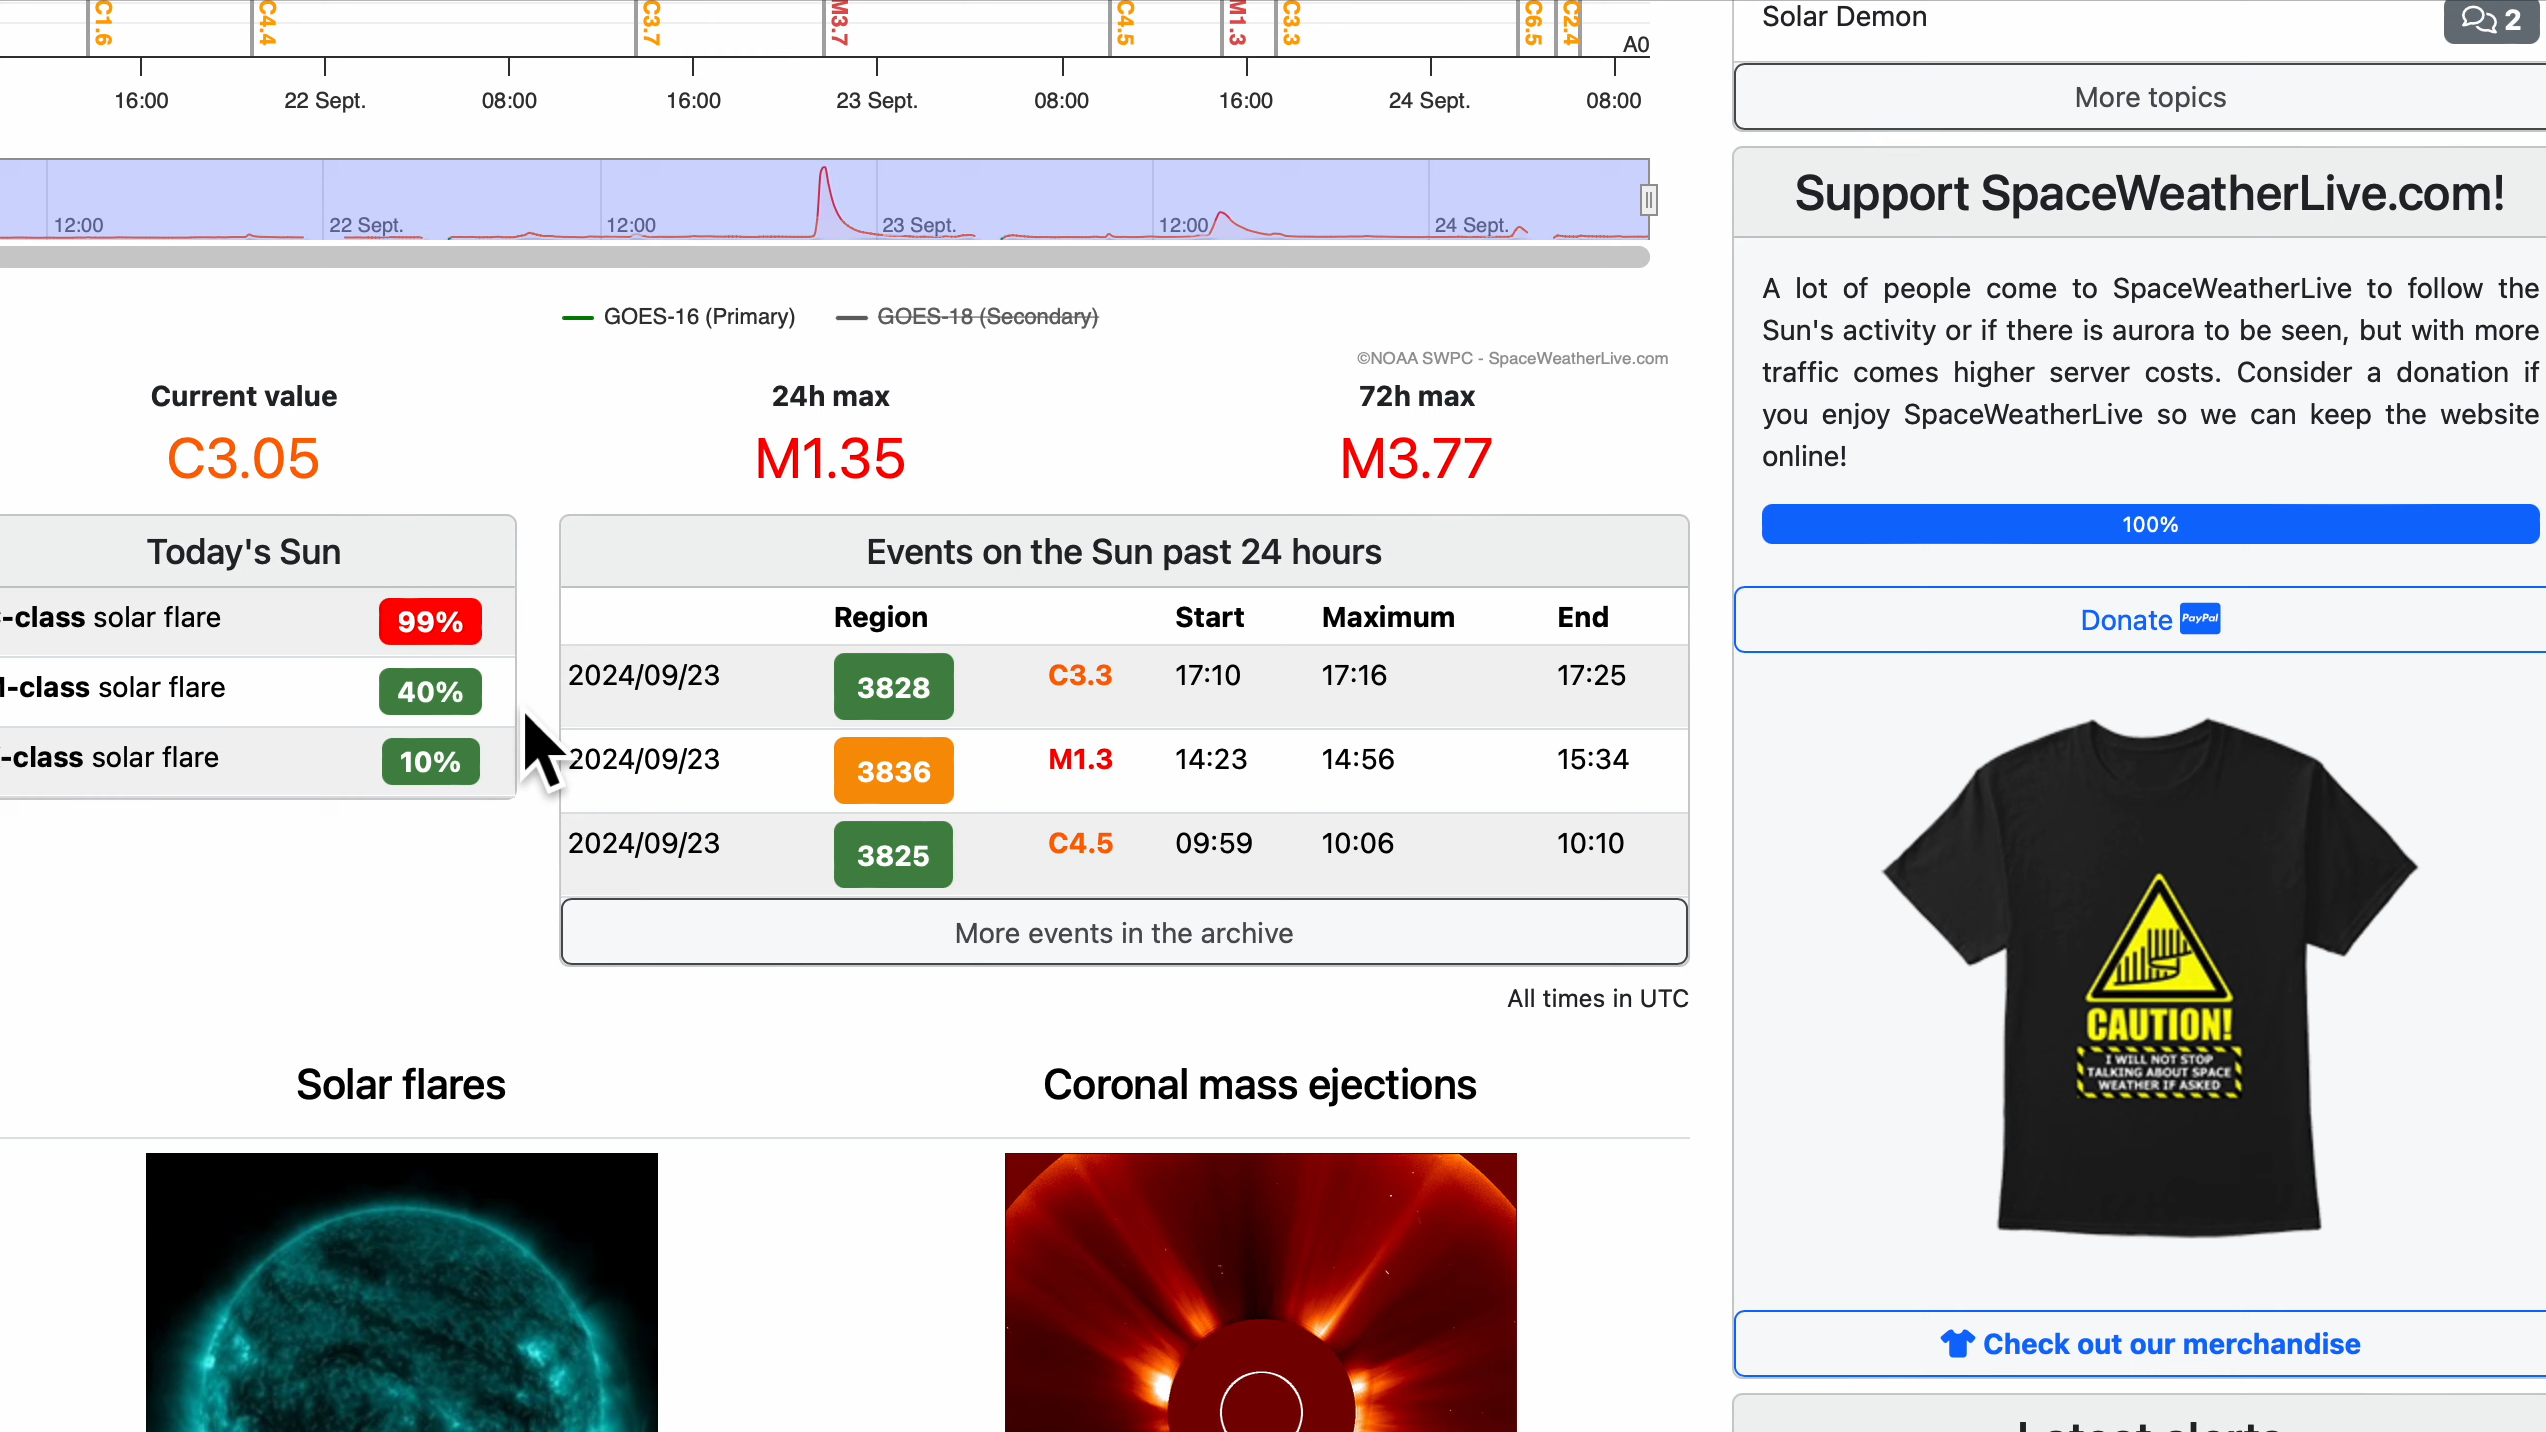 C1.6 C4.4 C3.7 M3.7 C4.5 M1.3 C3.3 C6.5 C2.4
A0
16:00 22 Sept. 08:00 16:00 23 Sept. 08:00 16:00 24 Sept. 08:00
12:00 22 Sept. 12:00 23 Sept. 12:00 24 Sept.
GOES-16 (Primary) GOES-18 (Secondary)
©NOAA SWPC - SpaceWeatherLive.com
Current value 24h max 72h max
C3.05 M1.35 M3.77
Today's Sun
-class solar flare 99%
-class solar flare 40%
-class solar flare 10%
Events on the Sun past 24 hours
Region Start Maximum End
2024/09/23 3828 C3.3 17:10 17:16 17:25
2024/09/23 3836 M1.3 14:23 14:56 15:34
2024/09/23 3825 C4.5 09:59 10:06 10:10
More events in the archive
All times in UTC
Solar flares
Coronal mass ejections
Solar Demon 2
More topics
Support SpaceWeatherLive.com!
A lot of people come to SpaceWeatherLive to follow the
Sun's activity or if there is aurora to be seen, but with more
traffic comes higher server costs. Consider a donation if
you enjoy SpaceWeatherLive so we can keep the website
online!
100%
Donate PayPal
CAUTION!
I WILL NOT STOP
TALKING ABOUT SPACE
WEATHER IF ASKED
Check out our merchandise